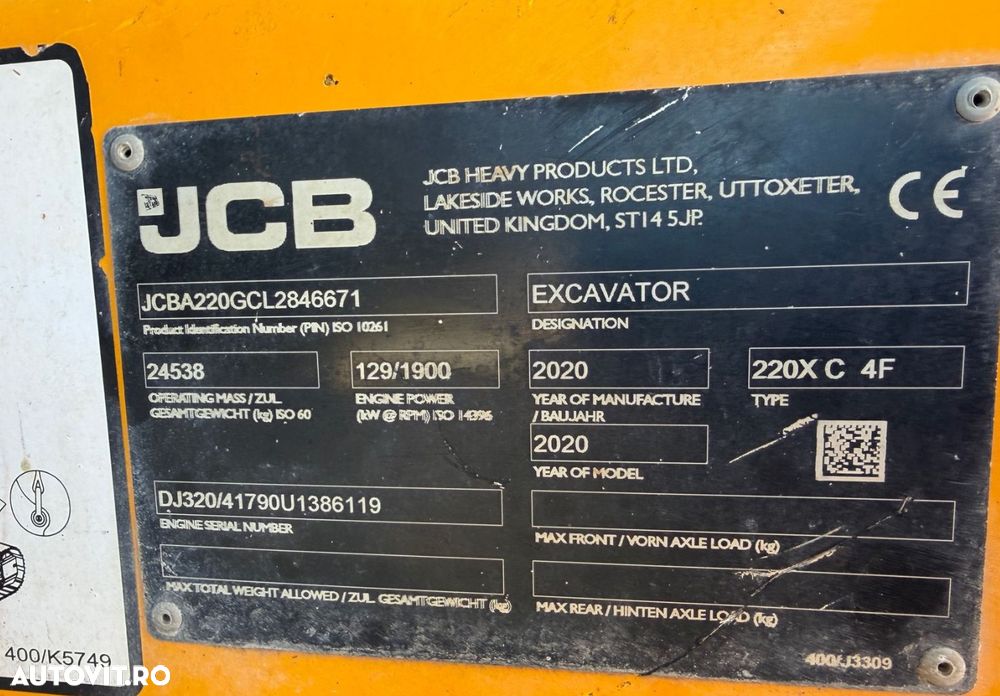 JCB
JCB HEAVY PRODUCTS LTD,
LAKESIDE WORKS, ROCESTER, UTTOXETER,
UNITED KINGDOM, ST14 5JP.
CE
JCBA220GCL2846671
Product Identification Number (PIN) ISO 10261
EXCAVATOR
DESIGNATION
24538
OPERATING MASS / ZUL.
GESAMTGEWICHT (kg) ISO 60
129/1900
ENGINE POWER
(kW @ RPM) ISO 14396
2020
YEAR OF MANUFACTURE
/ BAUJAHR
220X C 4F
TYPE
2020
YEAR OF MODEL
DJ320/41790U1386119
ENGINE SERIAL NUMBER
MAX FRONT / VORN AXLE LOAD (kg)
MAX TOTAL WEIGHT ALLOWED / ZUL. GESAMTGEWICHT (kg)
MAX REAR / HINTEN AXLE LOAD (kg)
400/J3309
400/K5749
AUTOVIT.RO